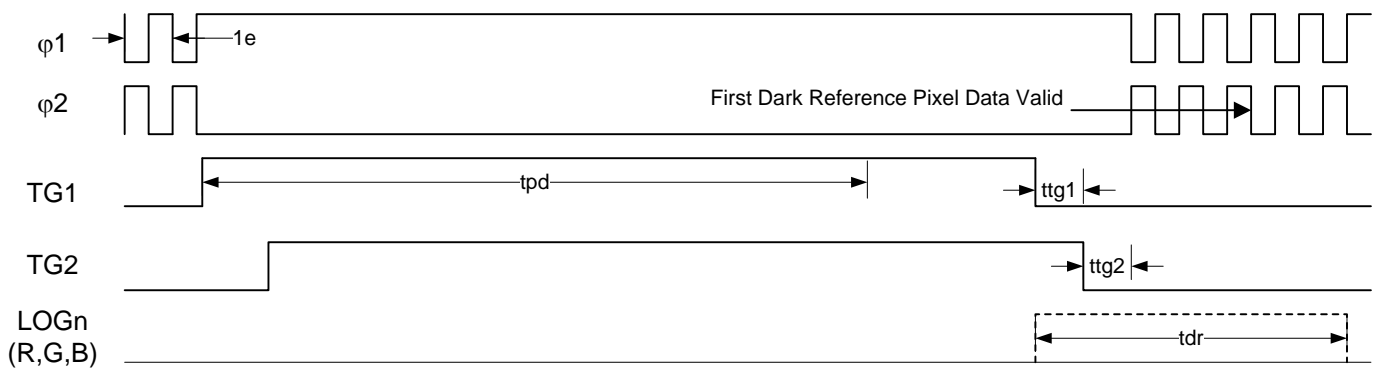 φ1
1e
φ2
First Dark Reference Pixel Data Valid
TG1
tpd
ttg1
TG2
ttg2
LOGn
(R,G,B)
tdr